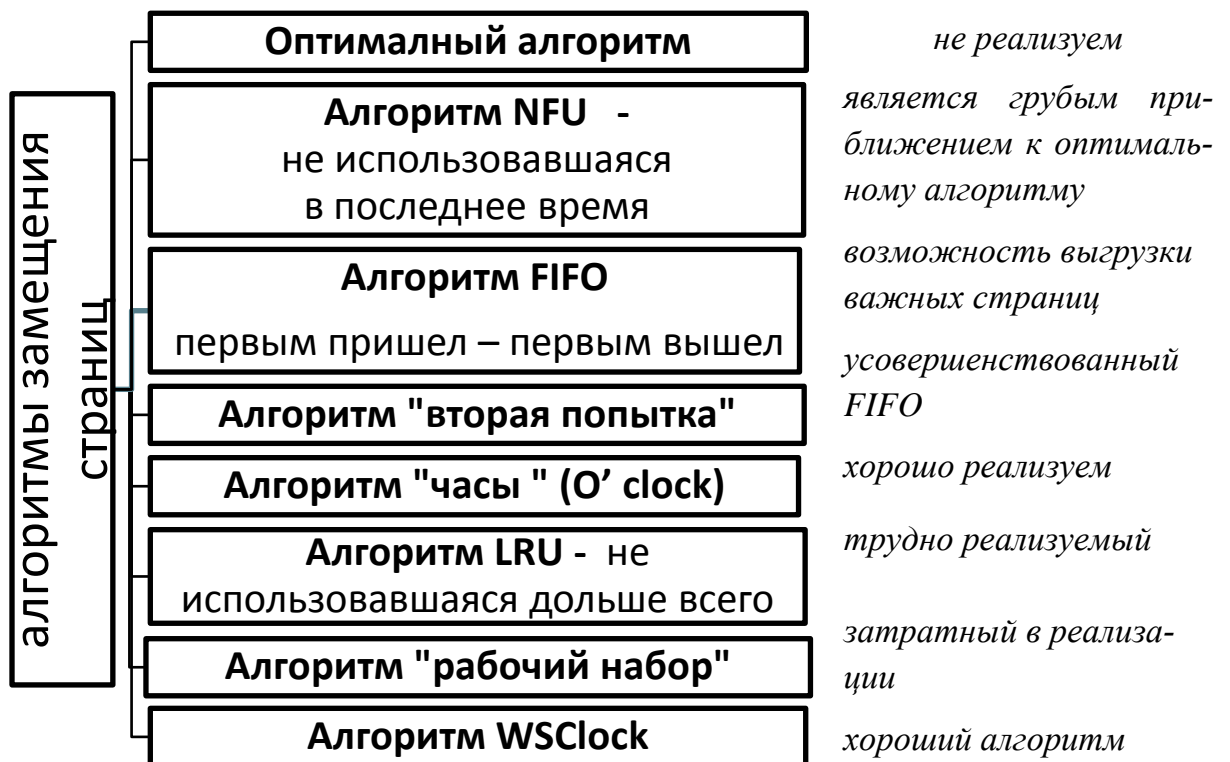 алгоритмы замещения
страниц
Оптималный алгоритм
не реализуем
Алгоритм NFU -
не использовавшаяся
в последнее время
является грубым при-
ближением к оптималь-
ному алгоритму
Алгоритм FIFO
первым пришел – первым вышел
возможность выгрузки
важных страниц
Алгоритм "вторая попытка"
усовершенствованный
FIFO
Алгоритм "часы " (O’ clock)
хорошо реализуем
Алгоритм LRU - не
использовавшаяся дольше всего
трудно реализуемый
Алгоритм "рабочий набор"
затратный в реализа-
ции
Алгоритм WSClock
хороший алгоритм